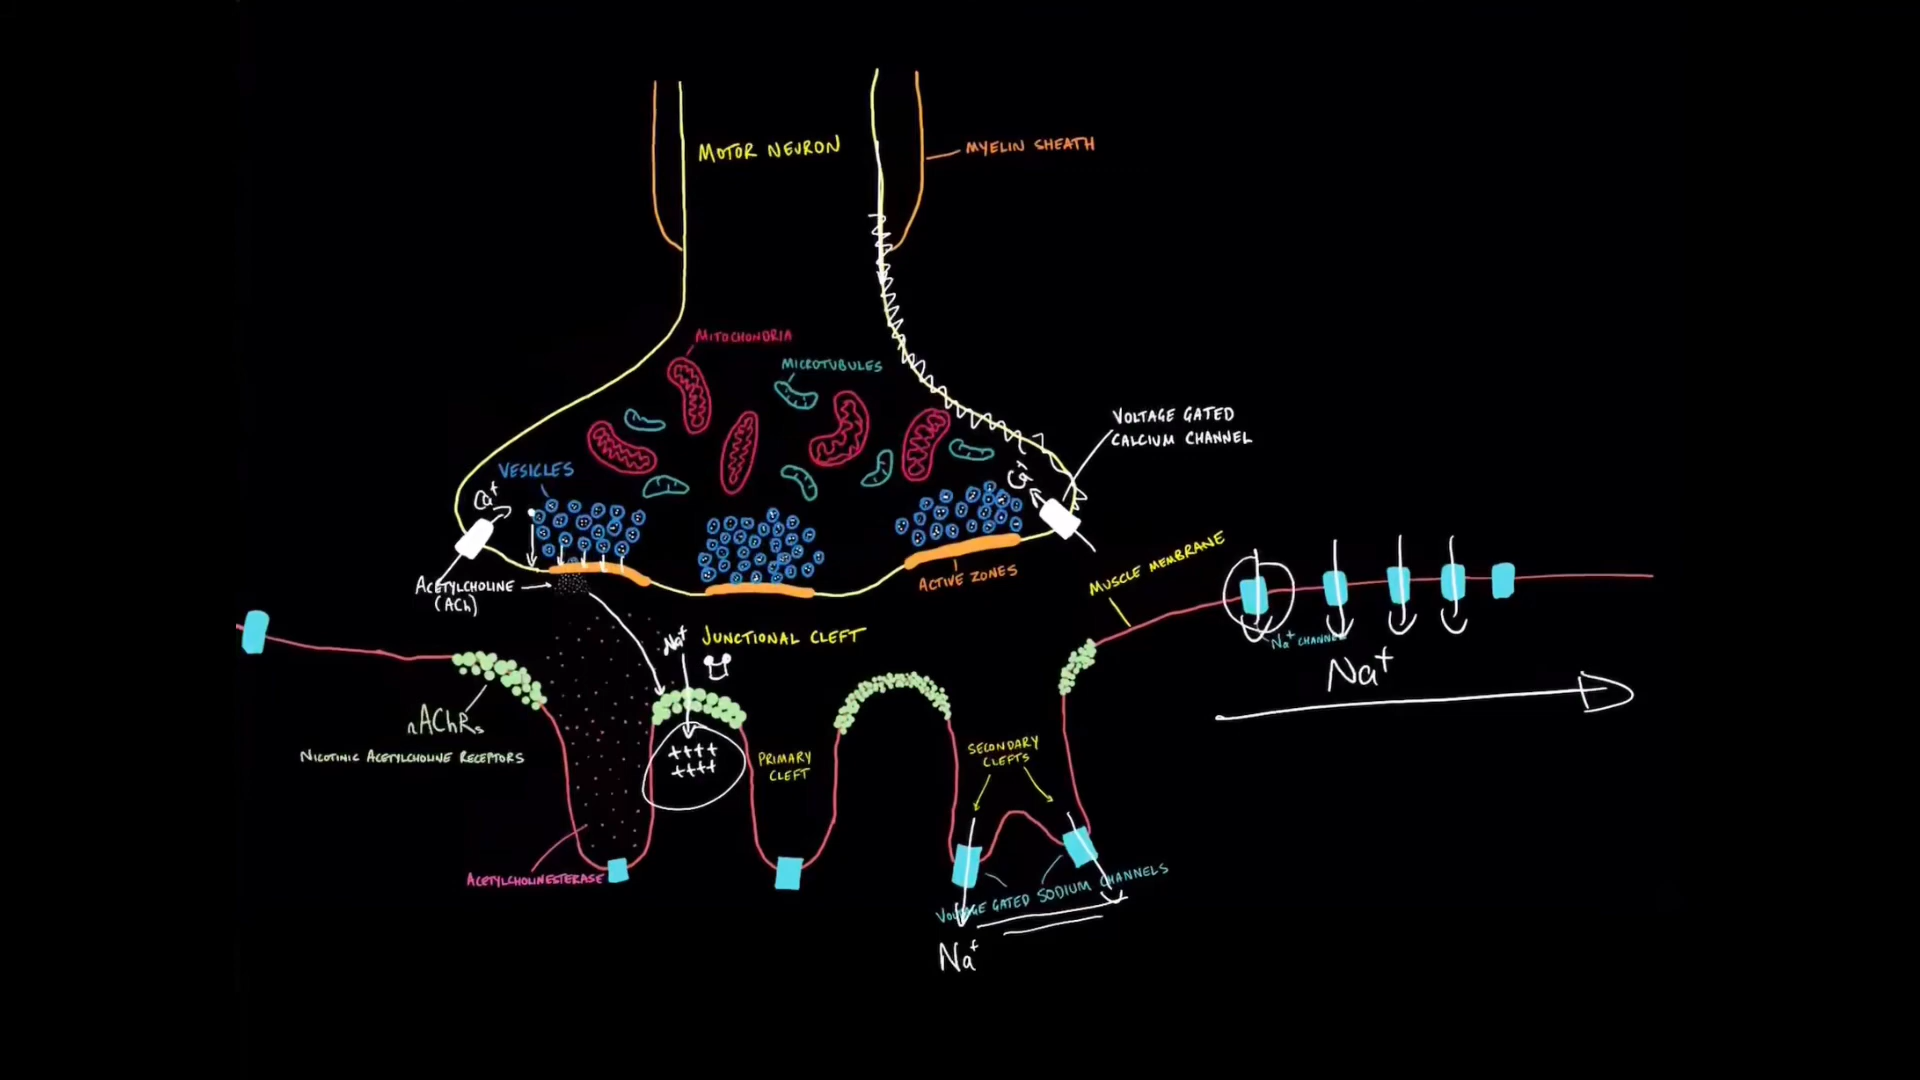 MOTOR NEURON
MYELIN SHEATH
MITOCHONDRIA
MICROTUBULES
VOLTAGE GATED
CALCIUM CHANNEL
VESICLES
Ca+
Ca+
ACETYLCHOLINE
(ACh)
ACTIVE ZONES
MUSCLE MEMBRANE
Na+
JUNCTIONAL CLEFT
Na+ CHANNEL
Na+
nAChRs
NICOTINIC ACETYLCHOLINE RECEPTORS
++++
++++
PRIMARY
CLEFT
SECONDARY
CLEFTS
ACETYLCHOLINESTERASE
VOLTAGE GATED SODIUM CHANNELS
Na+